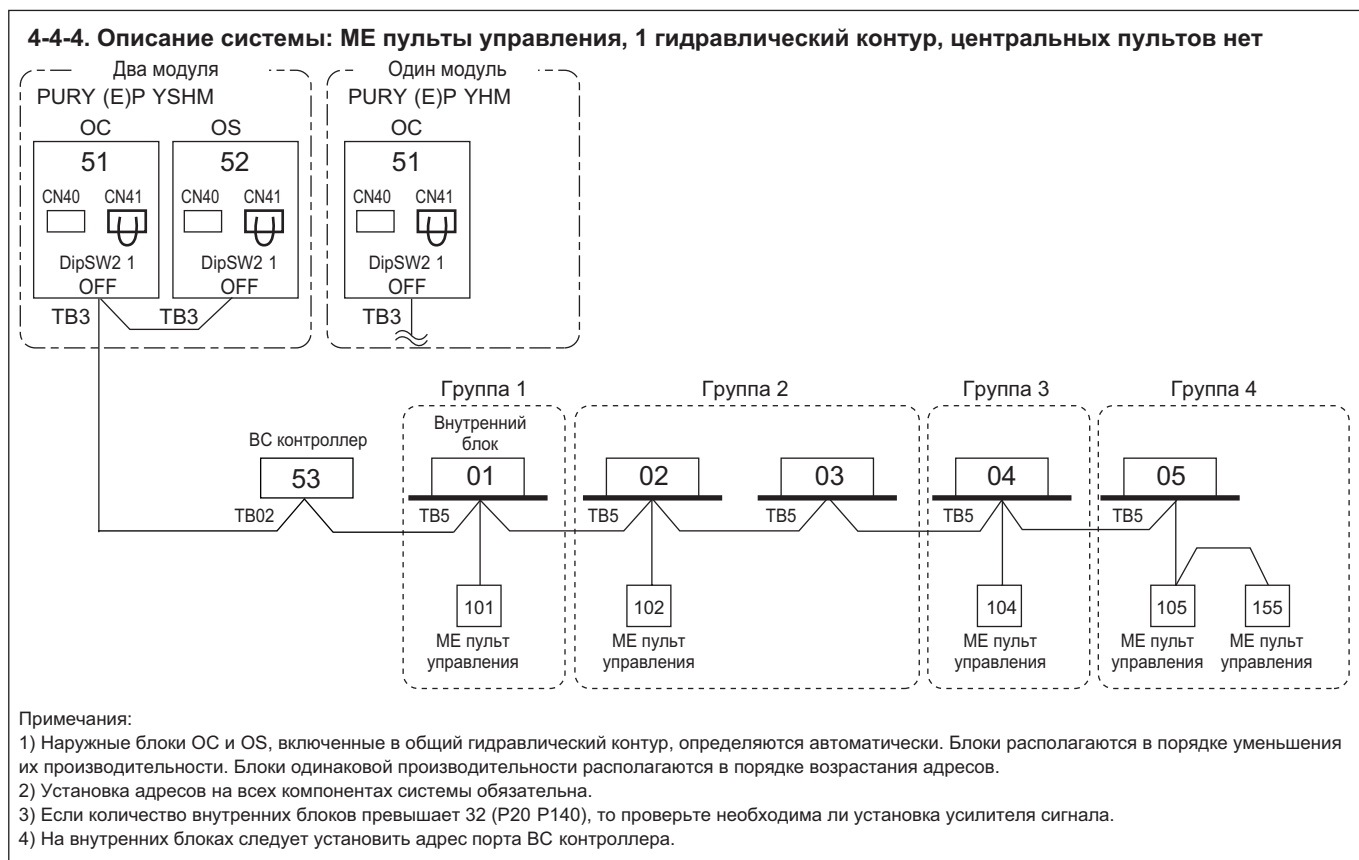 4-4-4. Описание системы: МЕ пульты управления, 1 гидравлический контур, центральных пультов нет
Два модуля
Один модуль
PURY (E)P YSHM
PURY (E)P YHM
OC
OS
OC
51
52
51
CN40 CN41
CN40 CN41
CN40 CN41
DipSW2 1
DipSW2 1
DipSW2 1
OFF
OFF
OFF
TB3
TB3
TB3
Группа 1
Группа 2
Группа 3
Группа 4
ВС контроллер
Внутренний
блок
53
01
02
03
04
05
TB02
TB5
TB5
TB5
TB5
TB5
101
102
104
105
155
МЕ пульт
управления
МЕ пульт
управления
МЕ пульт
управления
МЕ пульт
управления
МЕ пульт
управления
Примечания:
1) Наружные блоки OC и OS, включенные в общий гидравлический контур, определяются автоматически. Блоки располагаются в порядке уменьшения
их производительности. Блоки одинаковой производительности располагаются в порядке возрастания адресов.
2) Установка адресов на всех компонентах системы обязательна.
3) Если количество внутренних блоков превышает 32 (P20 P140), то проверьте необходима ли установка усилителя сигнала.
4) На внутренних блоках следует установить адрес порта ВС контроллера.